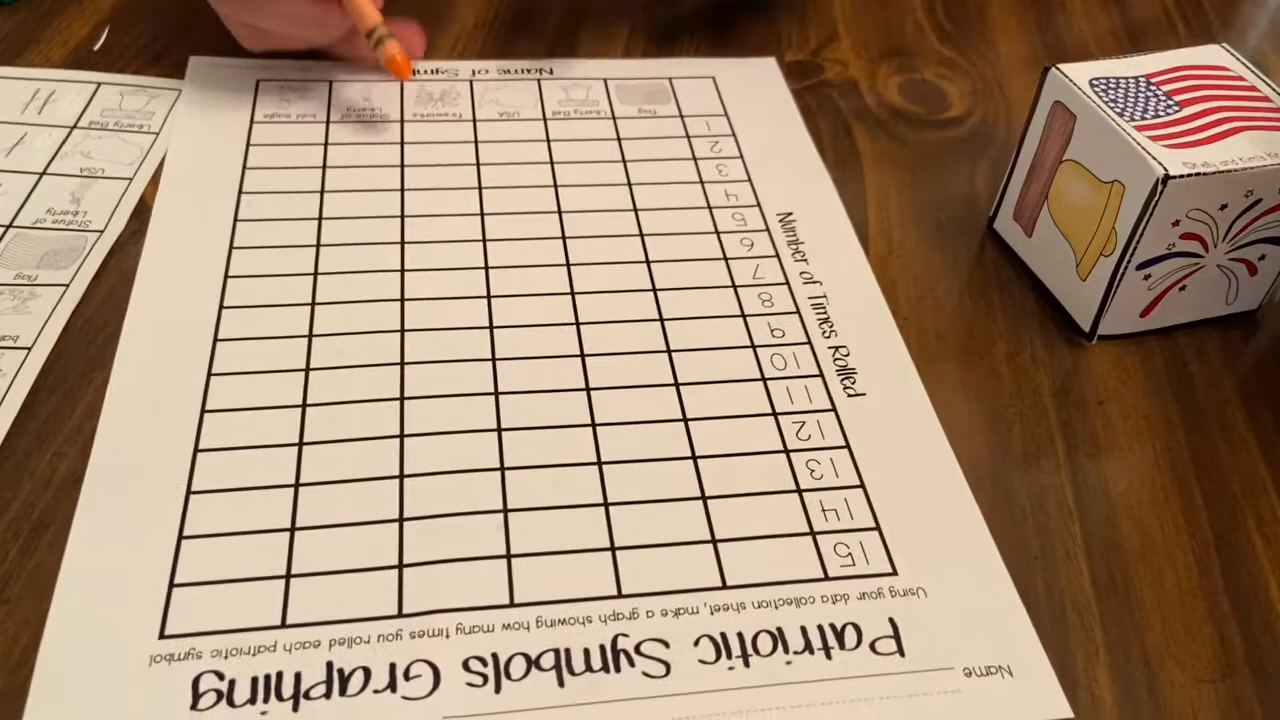 Name
Patriotic Symbols Graphing
Using your data collection sheet, make a graph showing how many times you rolled each patriotic symbol
15
14
13
12
11
10
9
8
7
6
5
4
3
2
1
Number of Times Rolled
flag
Liberty Bell
USA
fireworks
Statue of
Liberty
bald eagle
Name of
flag
Statue of
Liberty
USA
Liberty Bell